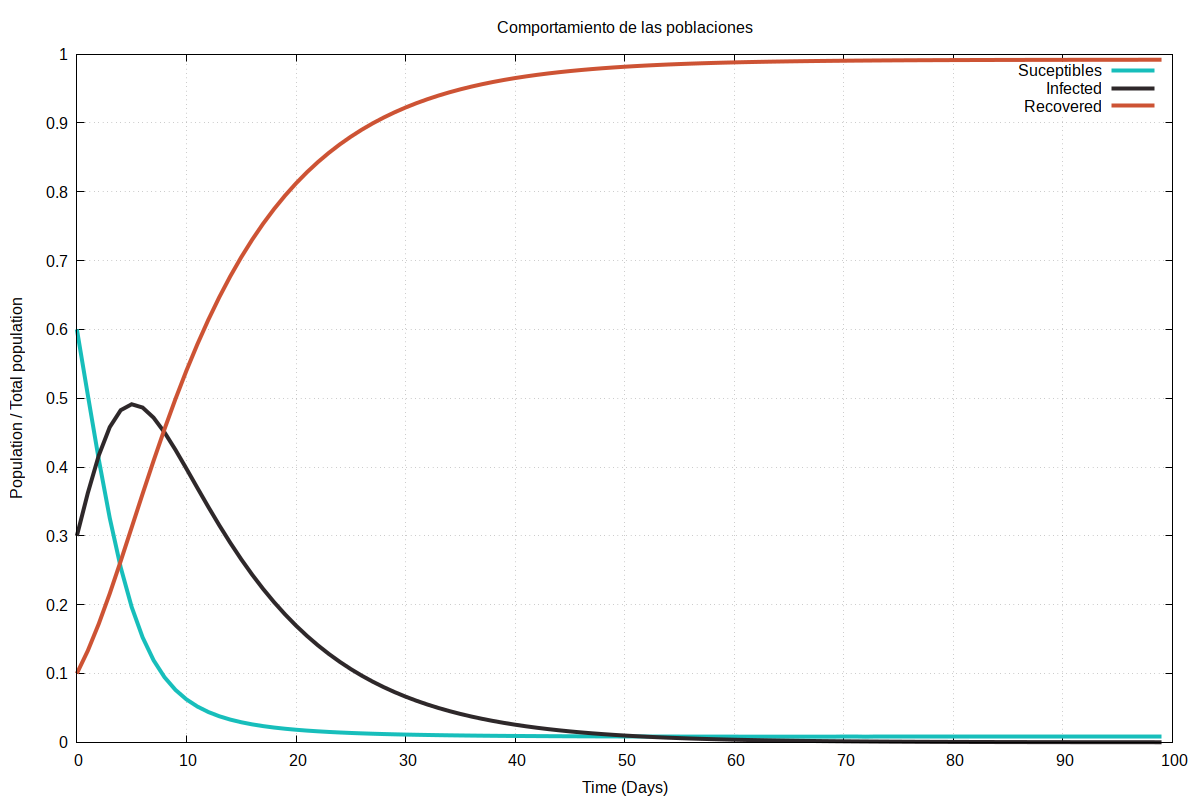 Comportamiento de las poblaciones
Suceptibles
Infected
Recovered
Population / Total population
1
0.9
0.8
0.7
0.6
0.5
0.4
0.3
0.2
0.1
0
0 10 20 30 40 50 60 70 80 90 100
Time (Days)